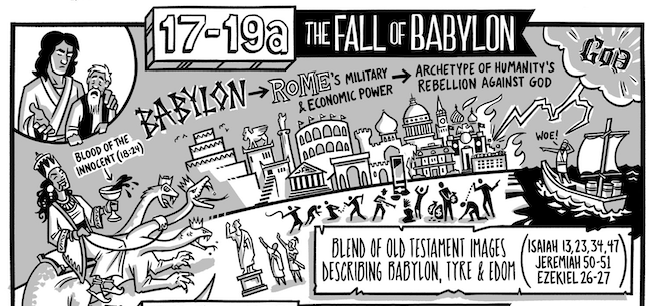 17-19a THE FALL OF BABYLON
GOD
BABYLON → ROME'S MILITARY
& ECONOMIC POWER
→ ARCHETYPE OF HUMANITY'S
REBELLION AGAINST GOD
BLOOD OF THE
INNOCENT (18:24)
WOE!
BLEND OF OLD TESTAMENT IMAGES
DESCRIBING BABYLON, TYRE & EDOM
(ISAIAH 13,23,34,47
JEREMIAH 50-51
EZEKIEL 26-27)